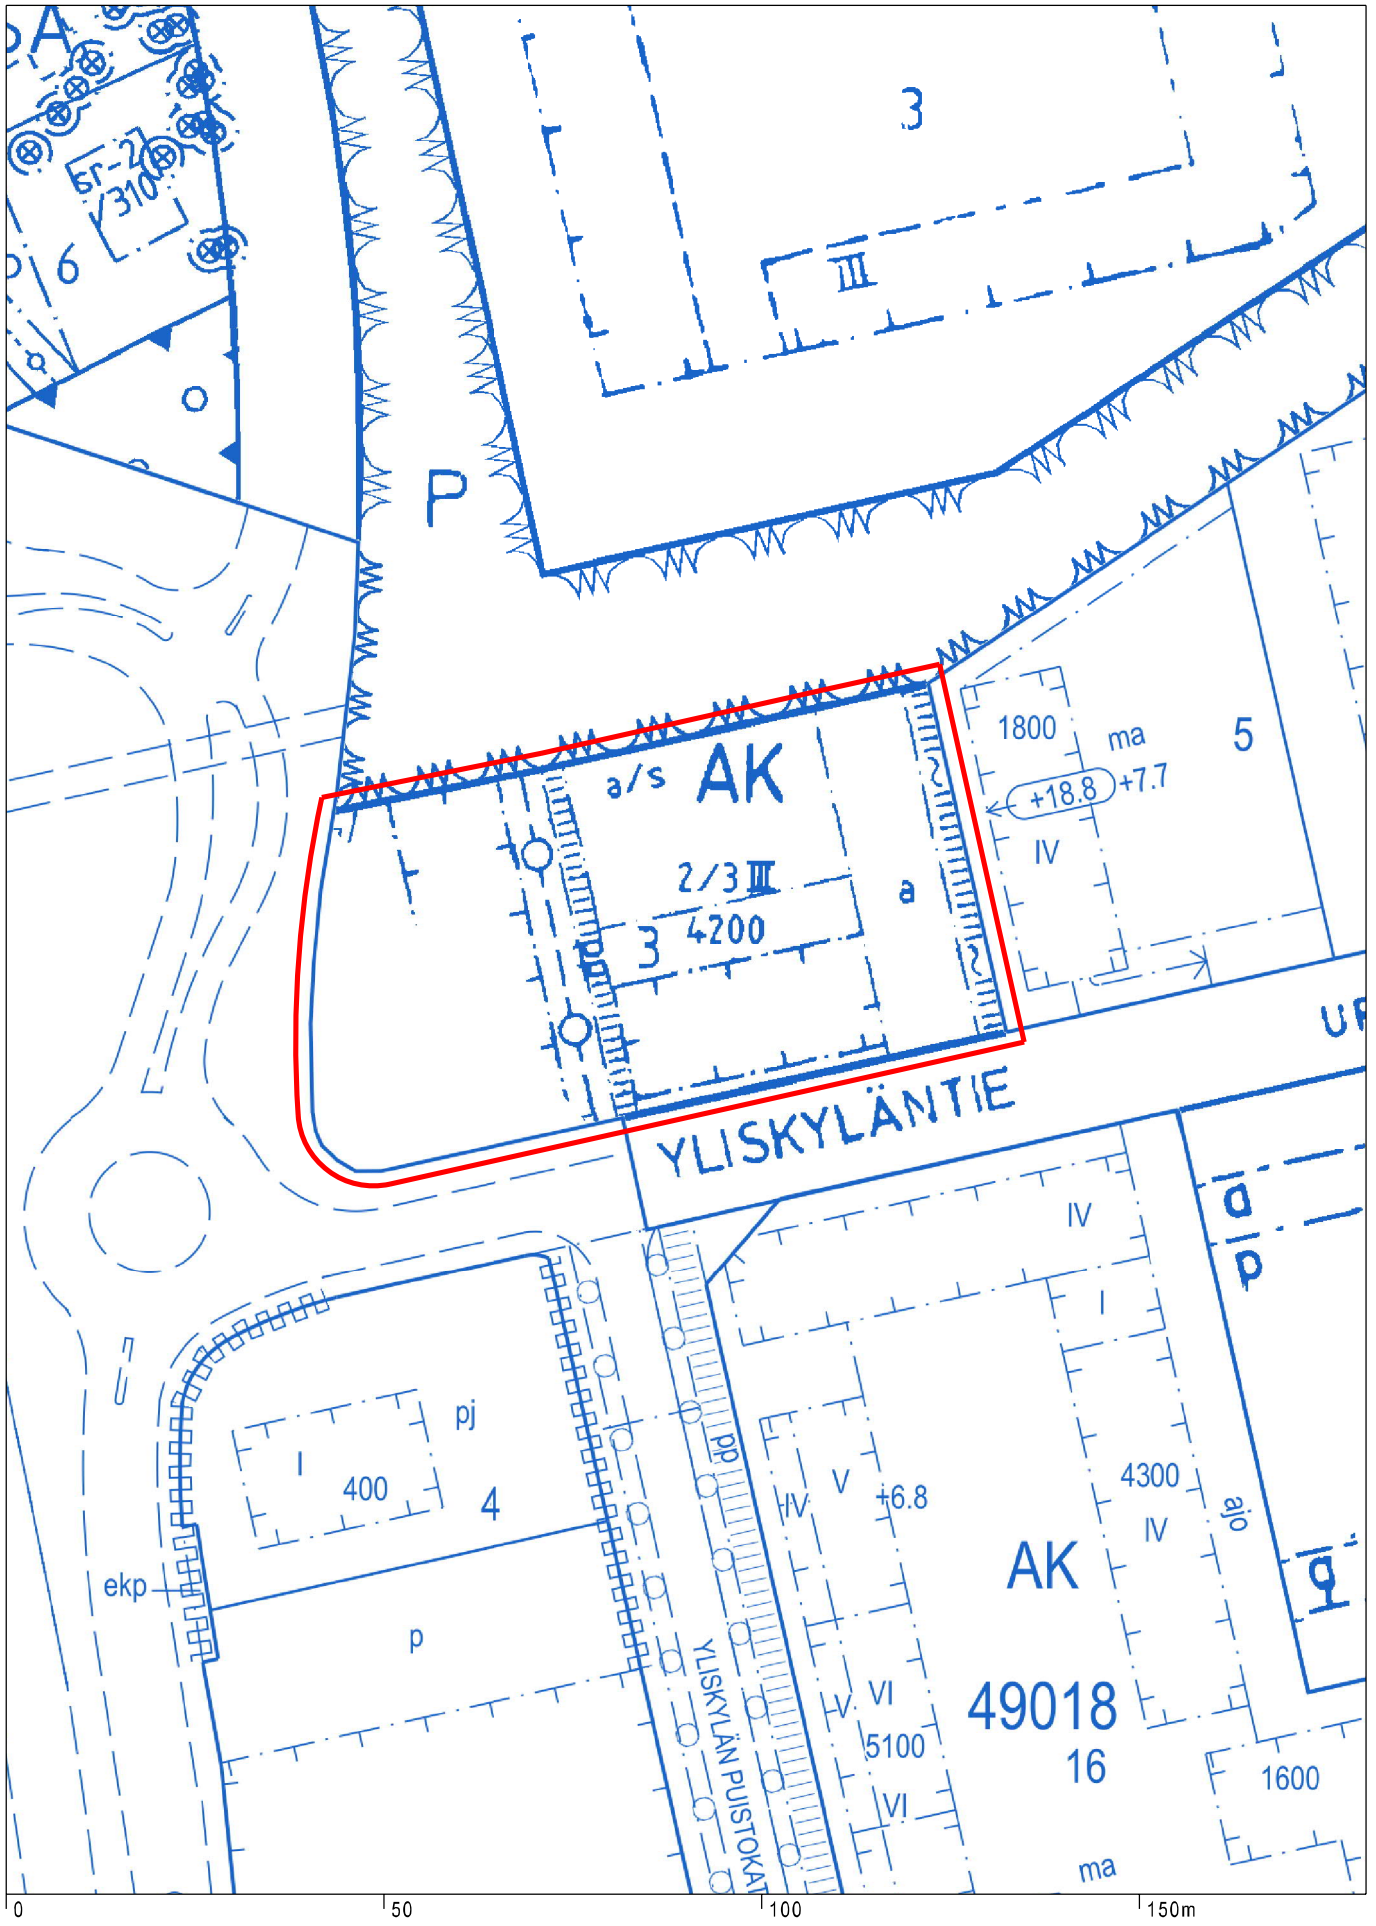 3
6
III
P
a/s AK
1800
ma
5
+18.8
+7.7
IV
2/3 III
a
3
4200
pp
YLISKYLÄNTIE
a
p
IV
I
pj
I
400
4
pp
V
IV
+6.8
4300
IV
ajo
AK
ekp
p
49018
16
V
VI
5100
VI
1600
YLISKYLÄN PUISTOKAT
ma
0
50
100
150m